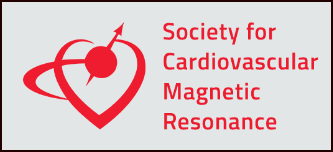 Society for
Cardiovascular
Magnetic
Resonance